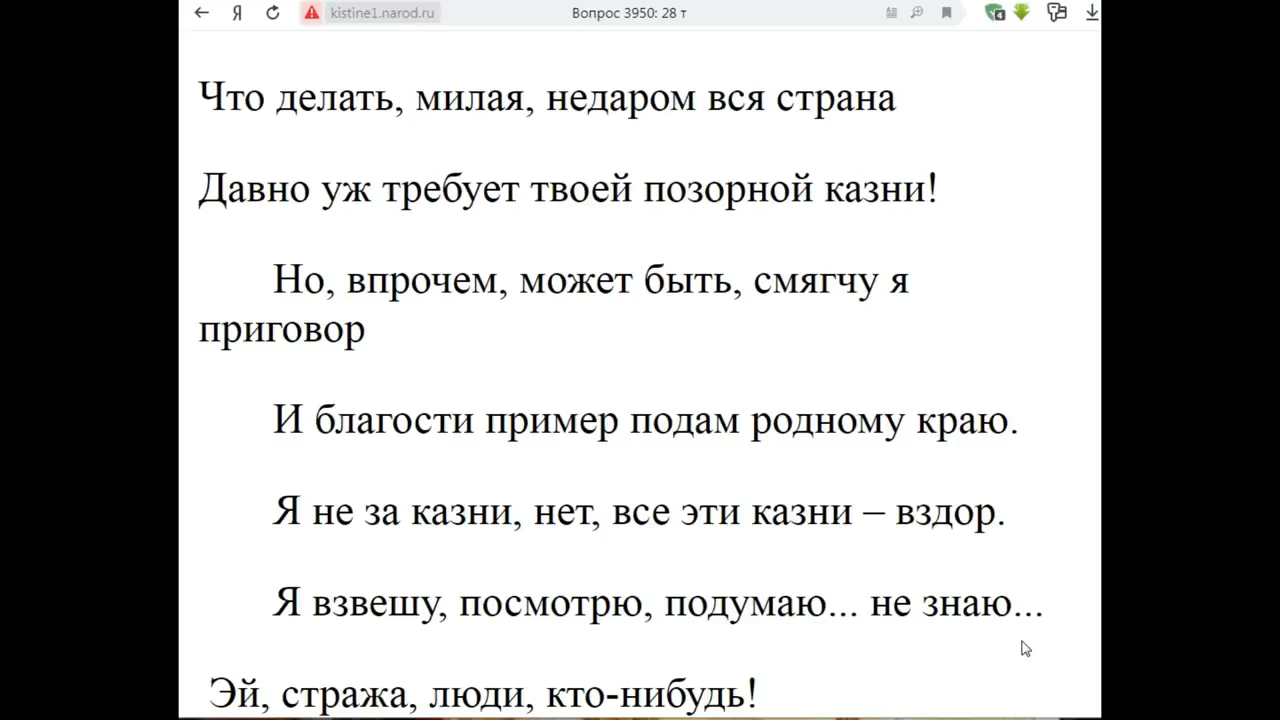 Я
kistine1.narod.ru
Вопрос 3950: 28 т
4
Что делать, милая, недаром вся страна
Давно уж требует твоей позорной казни!
Но, впрочем, может быть, смягчу я
приговор
И благости пример подам родному краю.
Я не за казни, нет, все эти казни – вздор.
Я взвешу, посмотрю, подумаю... не знаю...
Эй, стража, люди, кто-нибудь!